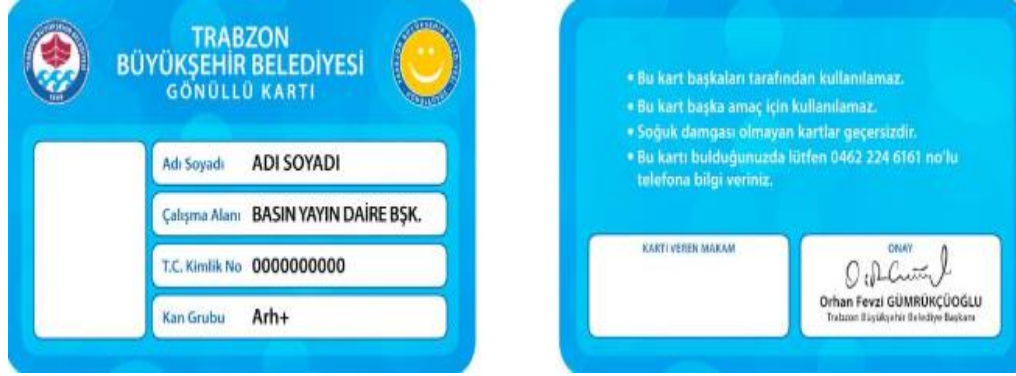 TRABZON
BÜYÜKŞEHİR BELEDİYESİ
GÖNÜLLÜ KARTI
Adı Soyadı ADI SOYADI
Çalışma Alanı BASIN YAYIN DAİRE BŞK.
T.C. Kimlik No 0000000000
Kan Grubu Arh+
• Bu kart başkaları tarafından kullanılamaz.
• Bu kart başka amaç için kullanılamaz.
• Soğuk damgası olmayan kartlar geçersizdir.
• Bu kartı bulduğunuzda lütfen 0462 224 6161 no'lu
telefona bilgi veriniz.
KARTI VEREN MAKAM
ONAY
Orhan Fevzi GÜMRÜKÇÜOĞLU
Trabzon Büyükşehir Belediye Başkanı